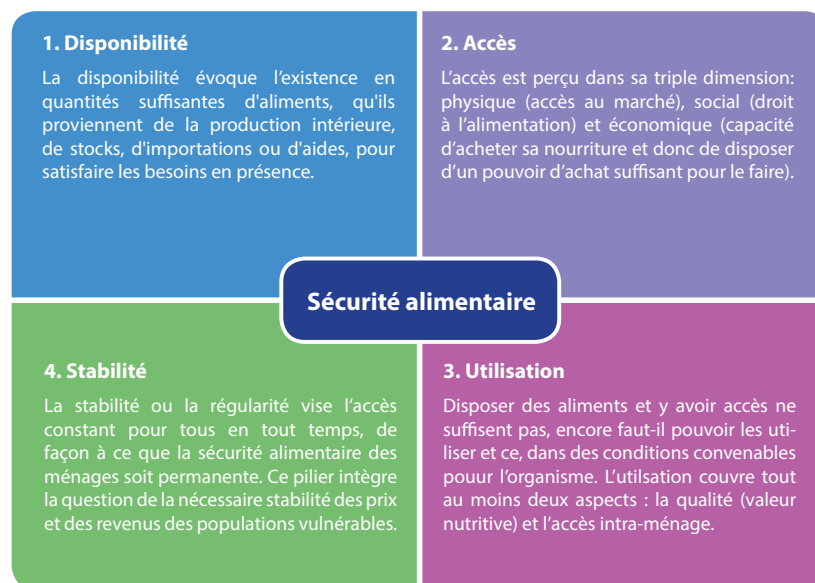 1. Disponibilité
La disponibilité évoque l'existence en
quantités suffisantes d'aliments, qu'ils
proviennent de la production intérieure,
de stocks, d'importations ou d'aides, pour
satisfaire les besoins en présence.
2. Accès
L'accès est perçu dans sa triple dimension:
physique (accès au marché), social (droit
à l'alimentation) et économique (capacité
d'acheter sa nourriture et donc de disposer
d'un pouvoir d'achat suffisant pour le faire).
Sécurité alimentaire
4. Stabilité
La stabilité ou la régularité vise l'accès
constant pour tous en tout temps, de
façon à ce que la sécurité alimentaire des
ménages soit permanente. Ce pilier intègre
la question de la nécessaire stabilité des prix
et des revenus des populations vulnérables.
3. Utilisation
Disposer des aliments et y avoir accès ne
suffisent pas, encore faut-il pouvoir les uti-
liser et ce, dans des conditions convenables
pouur l'organisme. L'utilsation couvre tout
au moins deux aspects : la qualité (valeur
nutritive) et l'accès intra-ménage.